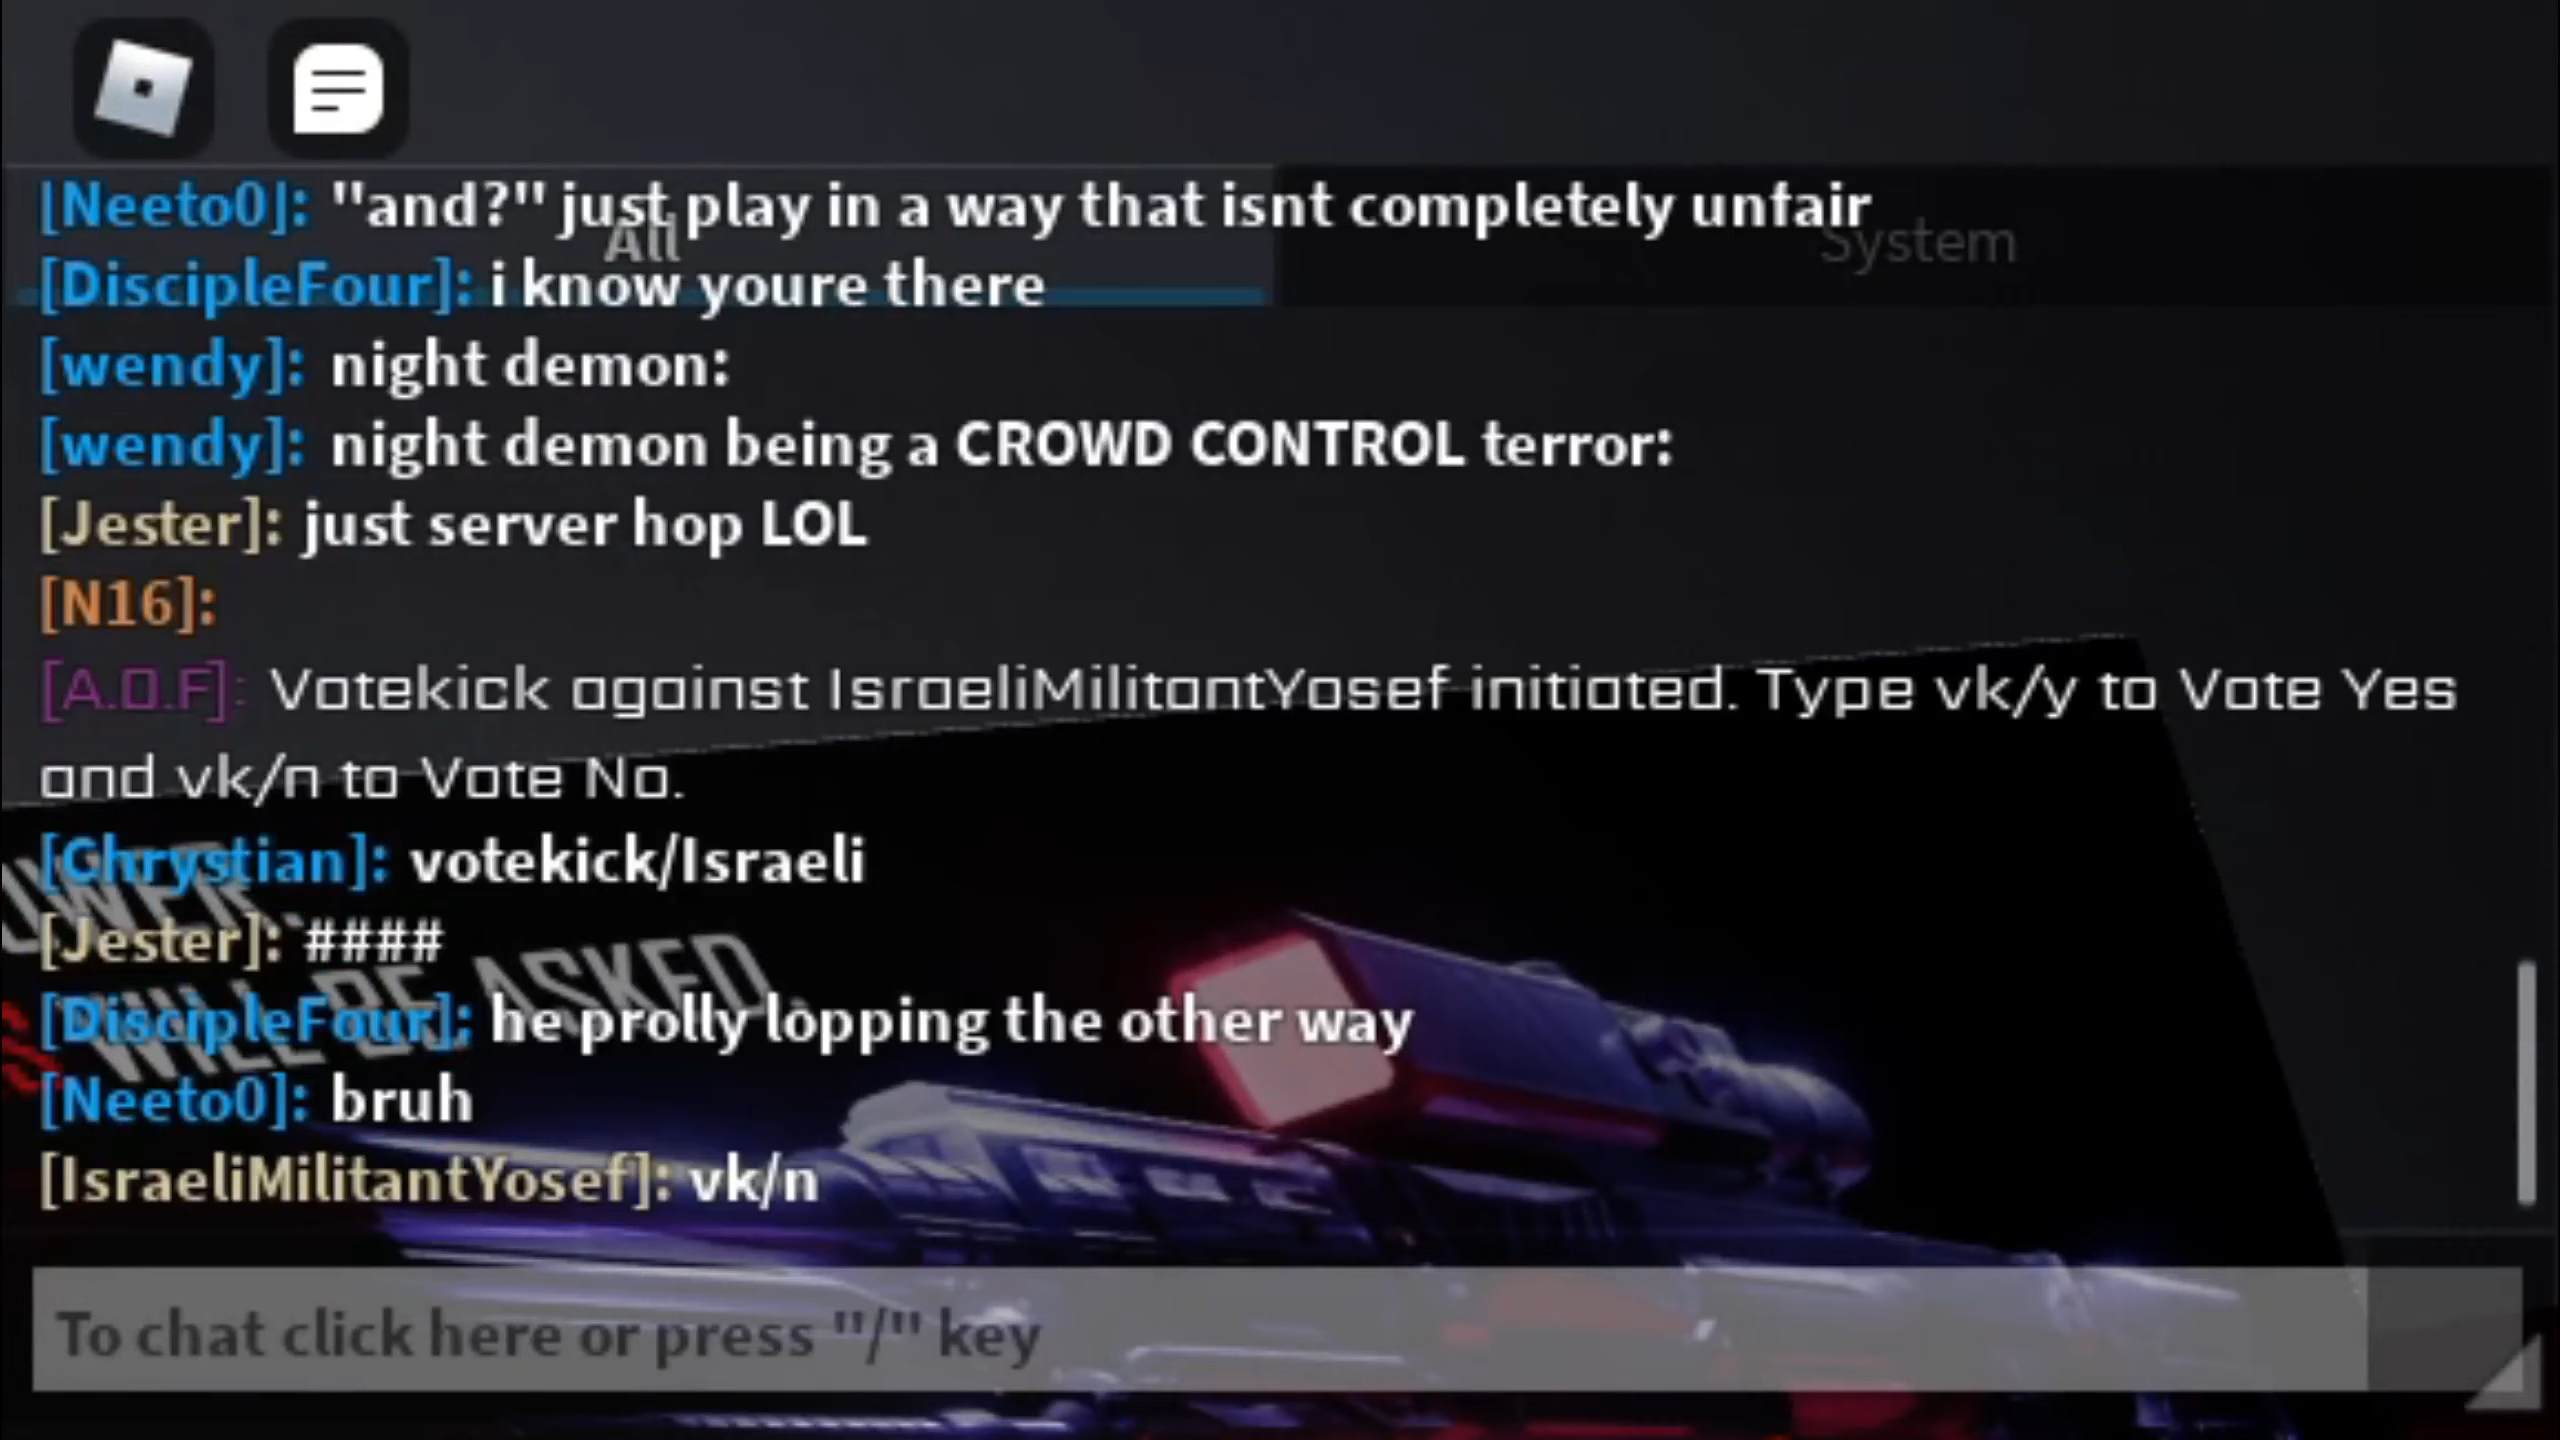 [Neeto0]: "and?" just play in a way that isnt completely unfair
All
System
[DiscipleFour]: i know youre there
[wendy]: night demon:
[wendy]: night demon being a CROWD CONTROL terror:
[Jester]: just server hop LOL
[N16]:
[A.O.F]: Votekick against IsraeliMilitantYosef initiated. Type vk/y to Vote Yes
and vk/n to Vote No.
[Chrystian]: votekick/Israeli
[Jester]: ####
WILL BE ASKED.
[DiscipleFour]: he prolly lopping the other way
[Neeto0]: bruh
[IsraeliMilitantYosef]: vk/n
To chat click here or press "/" key